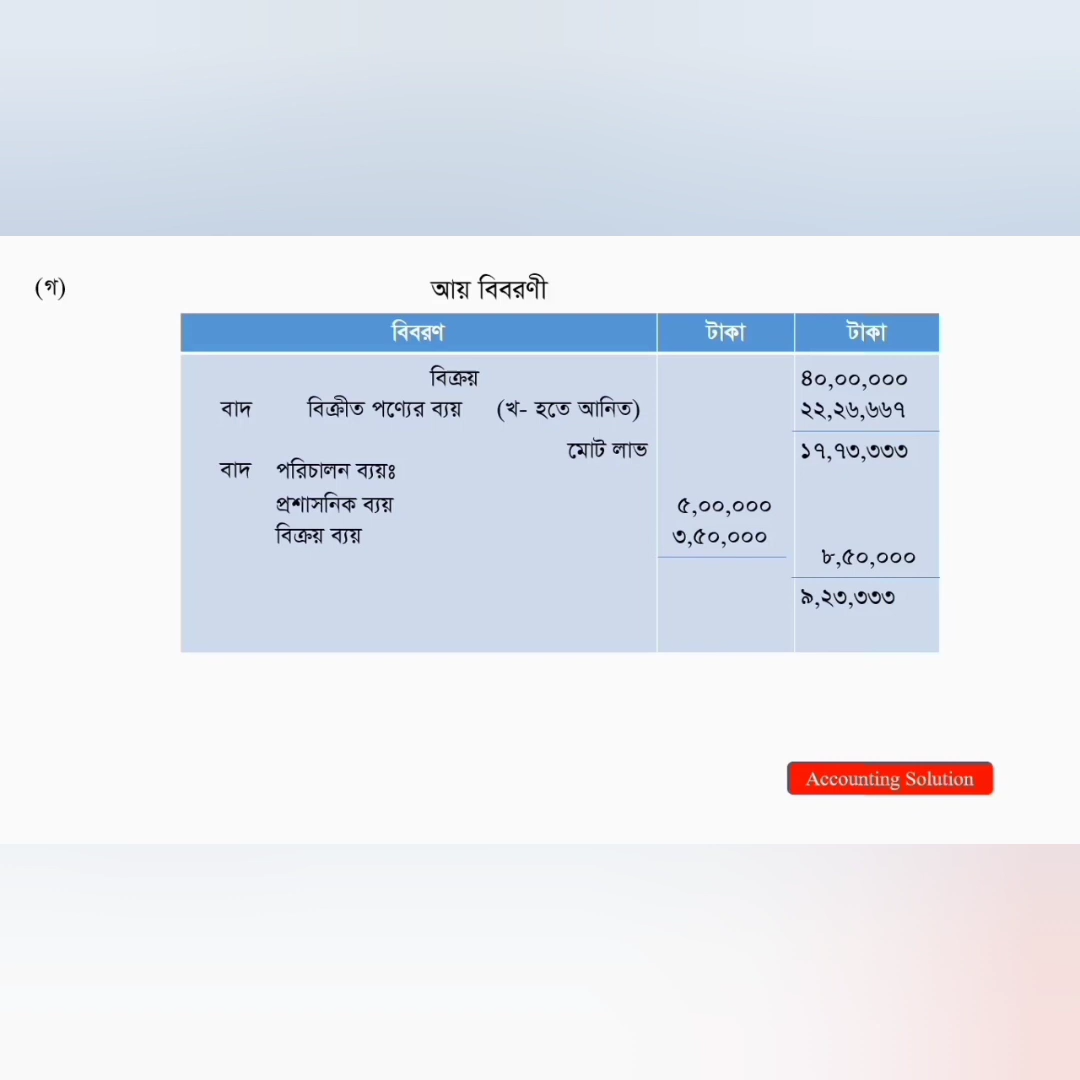 (গ)
আয় বিবরণী
বিবরণ টাকা টাকা
বিক্রয় ৪০,০০,০০০
বাদ বিক্রীত পণ্যের ব্যয় (খ- হতে আনিত) ২২,২৬,৬৬৭
মোট লাভ ১৭,৭৩,৩৩৩
বাদ পরিচালন ব্যয়ঃ
প্রশাসনিক ব্যয় ৫,০০,০০০
বিক্রয় ব্যয় ৩,৫০,০০০
৮,৫০,০০০
৯,২৩,৩৩৩
Accounting Solution